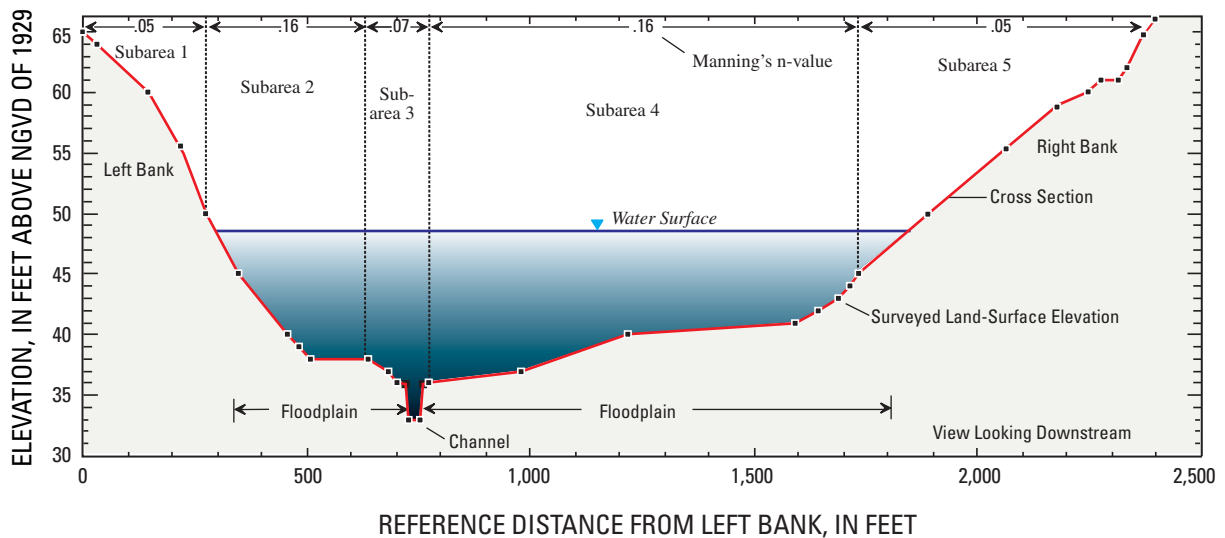 .05 .16 .07 .16 .05
Subarea 1
Manning's n-value
Subarea 5
Subarea 2
Sub-
area 3
Subarea 4
Left Bank
Right Bank
Cross Section
Water Surface
Surveyed Land-Surface Elevation
Floodplain
Floodplain
Channel
View Looking Downstream
ELEVATION, IN FEET ABOVE NGVD OF 1929
65
60
55
50
45
40
35
30
0 500 1,000 1,500 2,000 2,500
REFERENCE DISTANCE FROM LEFT BANK, IN FEET